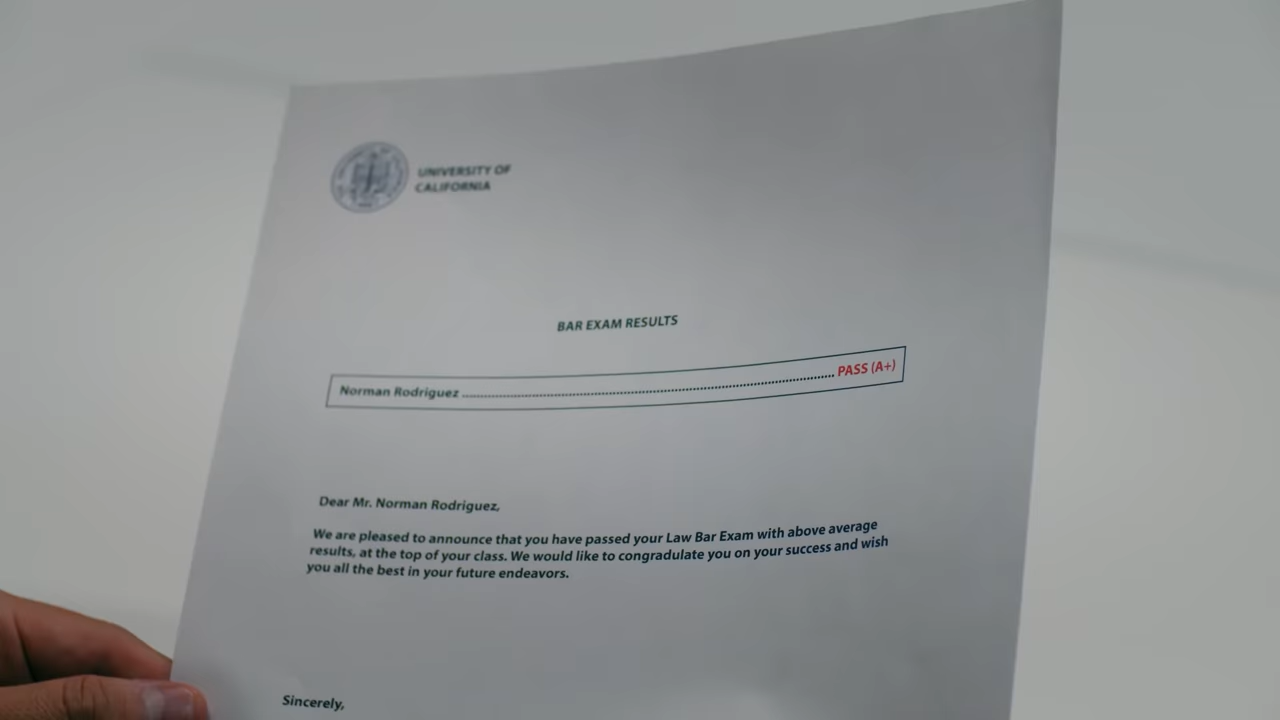 UNIVERSITY OF
CALIFORNIA
BAR EXAM RESULTS
Norman Rodriguez ........................................................................................ PASS (A+)
Dear Mr. Norman Rodriguez,
We are pleased to announce that you have passed your Law Bar Exam with above average
results, at the top of your class. We would like to congradulate you on your success and wish
you all the best in your future endeavors.
Sincerely,